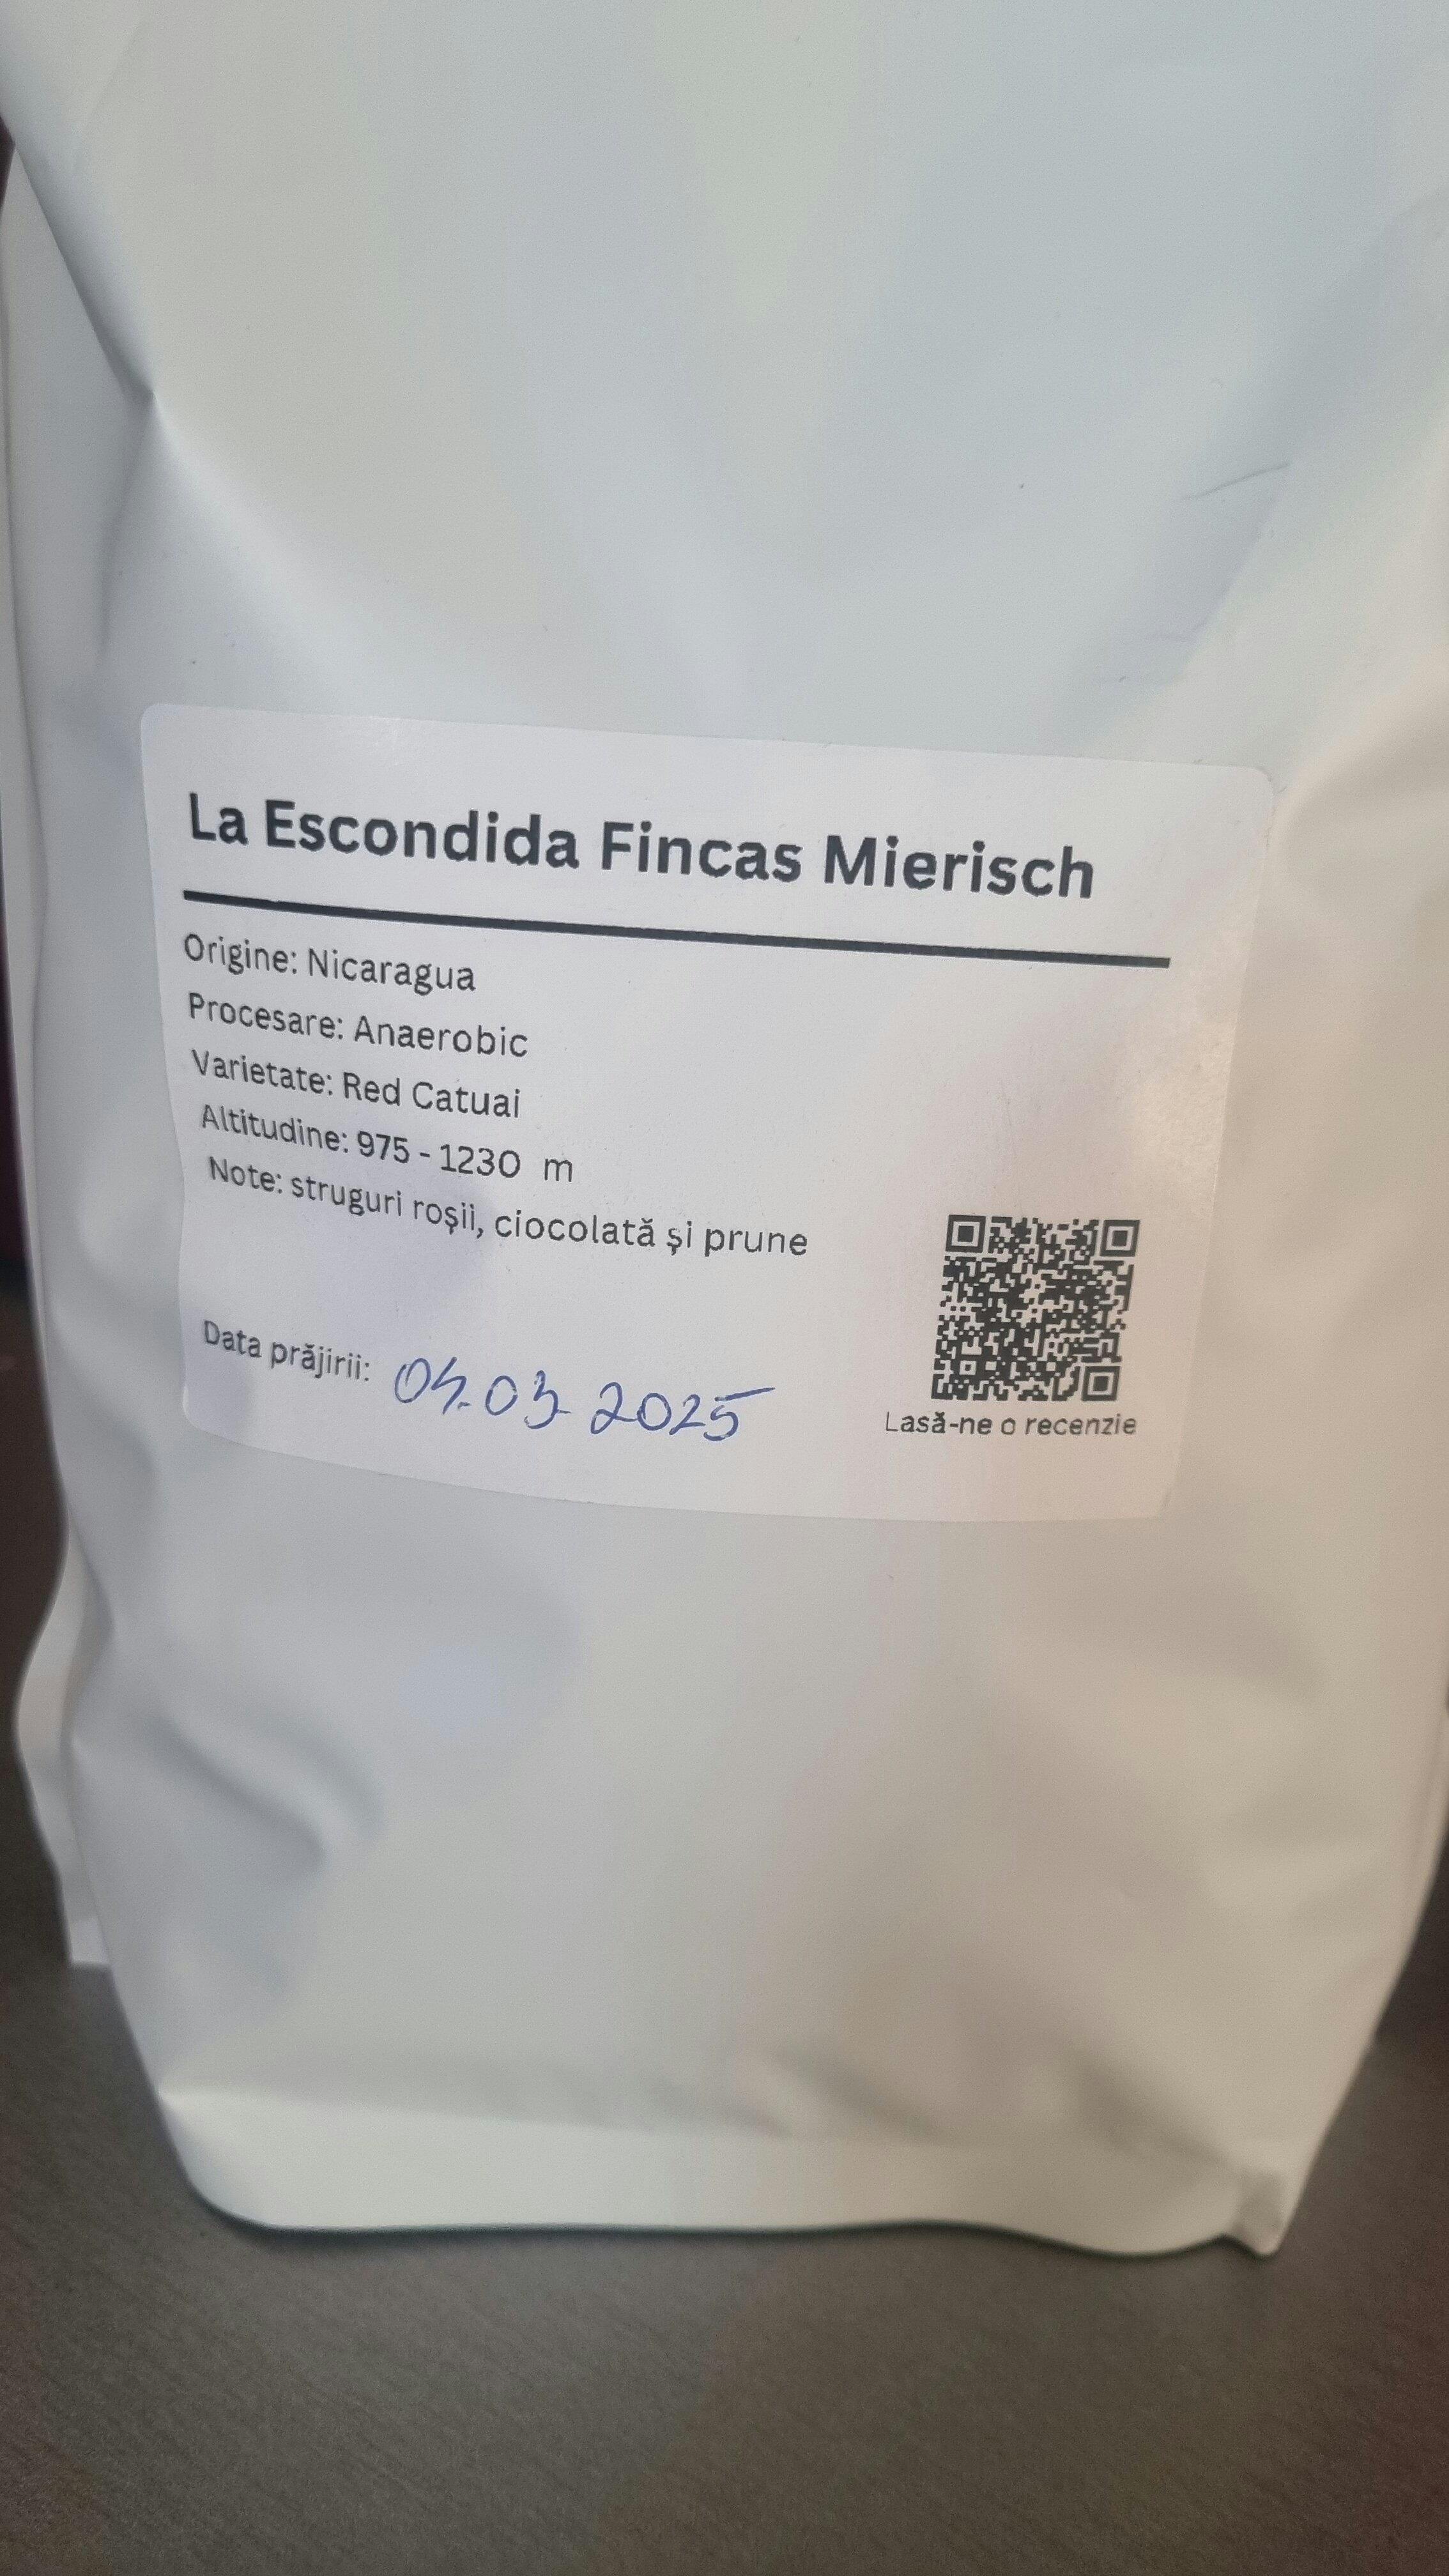 La Escondida Fincas Mierisch
Origine: Nicaragua
Procesare: Anaerobic
Varietate: Red Catuai
Altitudine: 975 - 1230 m
Note: struguri roșii, ciocolată și prune
Data prăjirii: 04.03.2025
Lasă-ne o recenzie